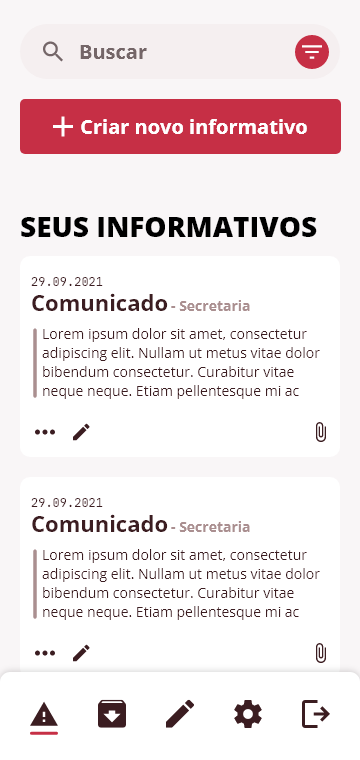 Buscar
Criar novo informativo
SEUS INFORMATIVOS
29.09.2021
Comunicado - Secretaria
Lorem ipsum dolor sit amet, consectetur
adipiscing elit. Nullam ut metus vitae dolor
bibendum consectetur. Curabitur vitae
neque neque. Etiam pellentesque mi ac
29.09.2021
Comunicado - Secretaria
Lorem ipsum dolor sit amet, consectetur
adipiscing elit. Nullam ut metus vitae dolor
bibendum consectetur. Curabitur vitae
neque neque. Etiam pellentesque mi ac